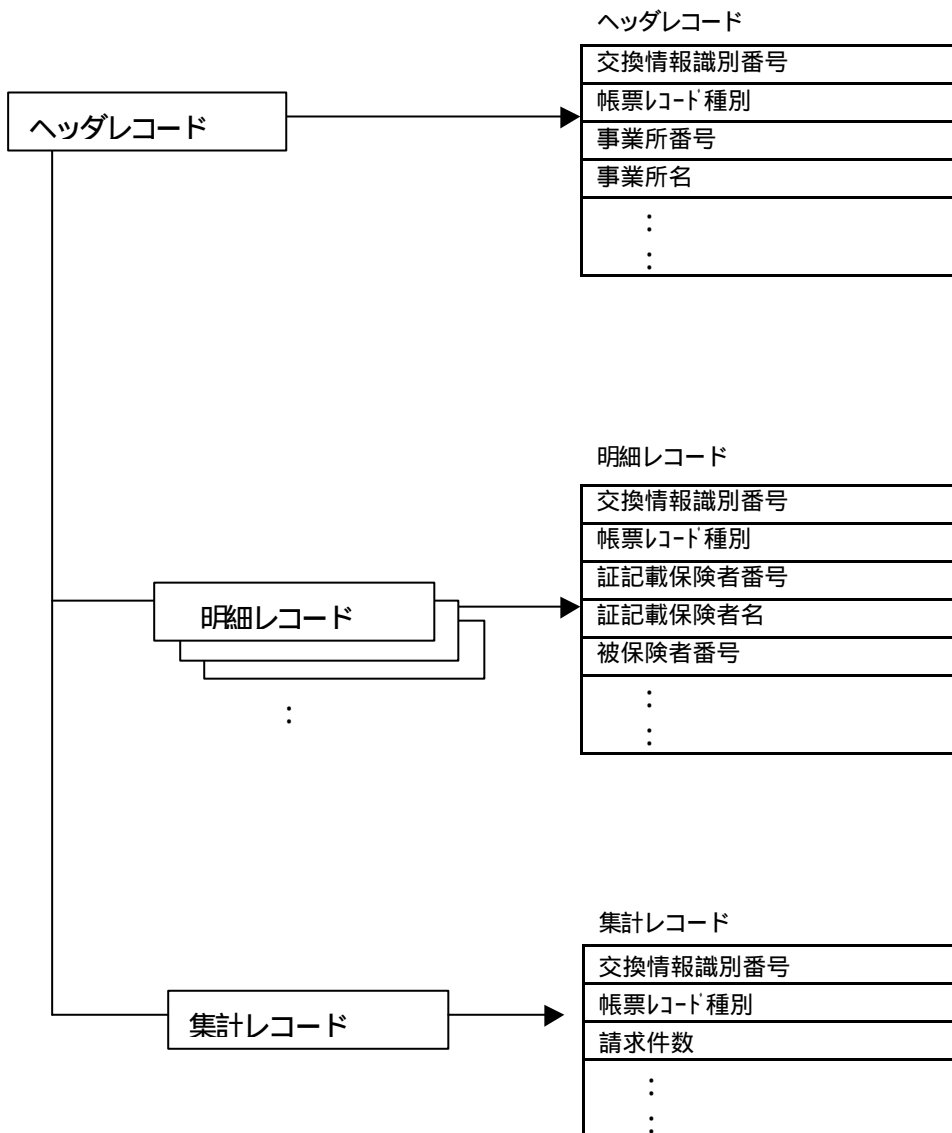 ヘッダレコード
交換情報識別番号
帳票ﾚｺｰﾄﾞ種別
事業所番号
事業所名
：
：
ヘッダレコード
明細レコード
交換情報識別番号
帳票ﾚｺｰﾄﾞ種別
証記載保険者番号
証記載保険者名
被保険者番号
：
：
明細レコード
：
集計レコード
交換情報識別番号
帳票ﾚｺｰﾄﾞ種別
請求件数
：
：
集計レコード